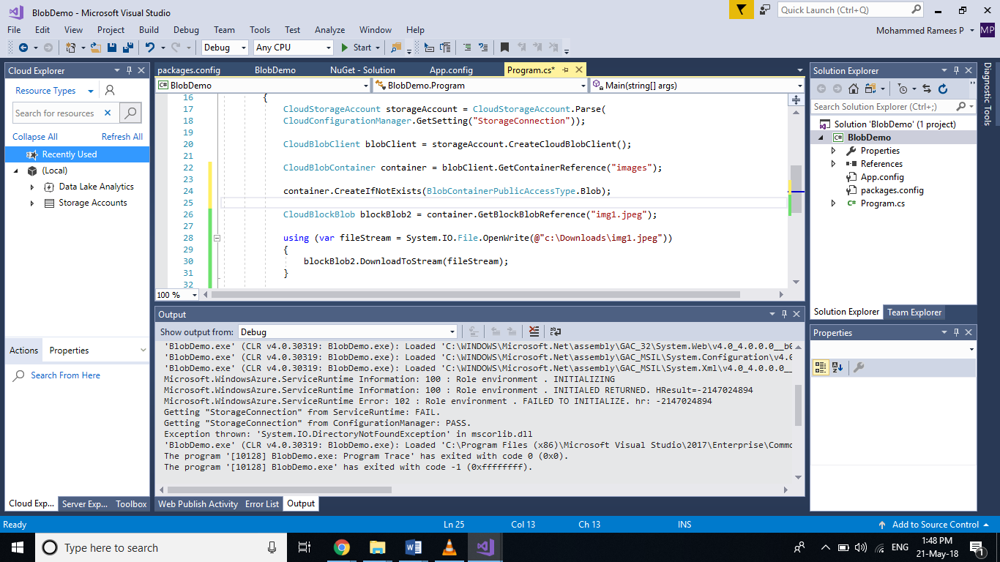 BlobDemo - Microsoft Visual Studio
Quick Launch (Ctrl+Q)
File Edit View Project Build Debug Team Tools Test Analyze Window Help
Mohammed Ramees P MP
Debug Any CPU Start
Cloud Explorer
Resource Types
Search for resources
Collapse All Refresh All
Recently Used
(Local)
Data Lake Analytics
Storage Accounts
Actions Properties
Search From Here
Cloud Exp... Server Exp... Toolbox
packages.config BlobDemo NuGet - Solution App.config Program.cs*
C# BlobDemo BlobDemo.Program Main(string[] args)
16 {
17 CloudStorageAccount storageAccount = CloudStorageAccount.Parse(
18 CloudConfigurationManager.GetSetting("StorageConnection"));
19
20 CloudBlobClient blobClient = storageAccount.CreateCloudBlobClient();
21
22 CloudBlobContainer container = blobClient.GetContainerReference("images");
23
24 container.CreateIfNotExists(BlobContainerPublicAccessType.Blob);
25
26 CloudBlockBlob blockBlob2 = container.GetBlockBlobReference("img1.jpeg");
27
28 using (var fileStream = System.IO.File.OpenWrite(@"c:\Downloads\img1.jpeg"))
29 {
30 blockBlob2.DownloadToStream(fileStream);
31 }
32
100 %
Output
Show output from: Debug
'BlobDemo.exe' (CLR v4.0.30319: BlobDemo.exe): Loaded 'C:\WINDOWS\Microsoft.Net\assembly\GAC_32\System.Web\v4.0_4.0.0.0__b0
'BlobDemo.exe' (CLR v4.0.30319: BlobDemo.exe): Loaded 'C:\WINDOWS\Microsoft.Net\assembly\GAC_MSIL\System.Configuration\v4.0
'BlobDemo.exe' (CLR v4.0.30319: BlobDemo.exe): Loaded 'C:\WINDOWS\Microsoft.Net\assembly\GAC_MSIL\System.Xml\v4.0_4.0.0.0__
Microsoft.WindowsAzure.ServiceRuntime Information: 100 : Role environment . INITIALIZING
Microsoft.WindowsAzure.ServiceRuntime Information: 100 : Role environment . INITIALED RETURNED. HResult=-2147024894
Microsoft.WindowsAzure.ServiceRuntime Error: 102 : Role environment . FAILED TO INITIALIZE. hr: -2147024894
Getting "StorageConnection" from ServiceRuntime: FAIL.
Getting "StorageConnection" from ConfigurationManager: PASS.
Exception thrown: 'System.IO.DirectoryNotFoundException' in mscorlib.dll
'BlobDemo.exe' (CLR v4.0.30319: BlobDemo.exe): Loaded 'C:\Program Files (x86)\Microsoft Visual Studio\2017\Enterprise\Commo
The program '[10128] BlobDemo.exe: Program Trace' has exited with code 0 (0x0).
The program '[10128] BlobDemo.exe' has exited with code -1 (0xffffffff).
Web Publish Activity Error List Output
Solution Explorer
Search Solution Explorer (Ctrl+;)
Solution 'BlobDemo' (1 project)
C# BlobDemo
Properties
References
App.config
packages.config
C# Program.cs
Solution Explorer Team Explorer
Properties
Diagnostic Tools
Ready Ln 25 Col 13 Ch 13 INS Add to Source Control
Type here to search
ENG
1:48 PM
21-May-18
1